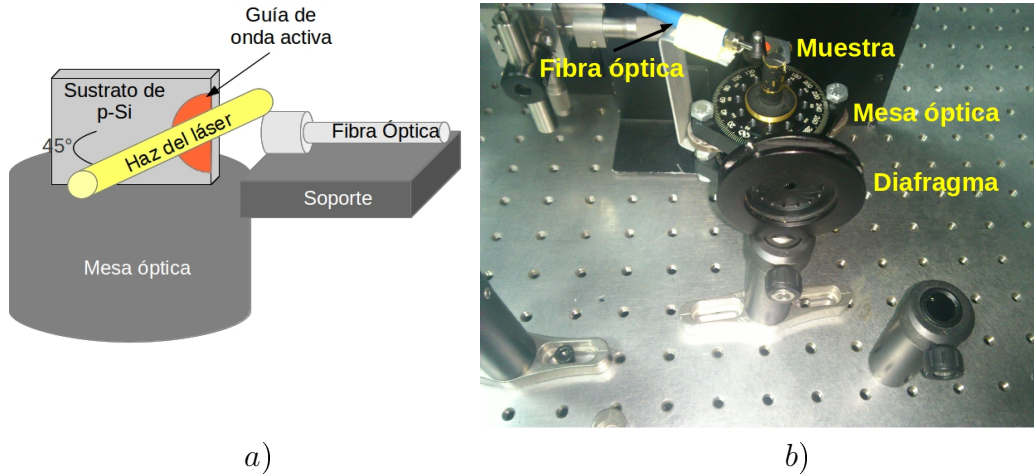 Guía de
onda activa
Sustrato de
p-Si
45°
Haz del láser
Fibra Óptica
Soporte
Mesa óptica
a)
Fibra óptica
Muestra
Mesa óptica
Diafragma
b)